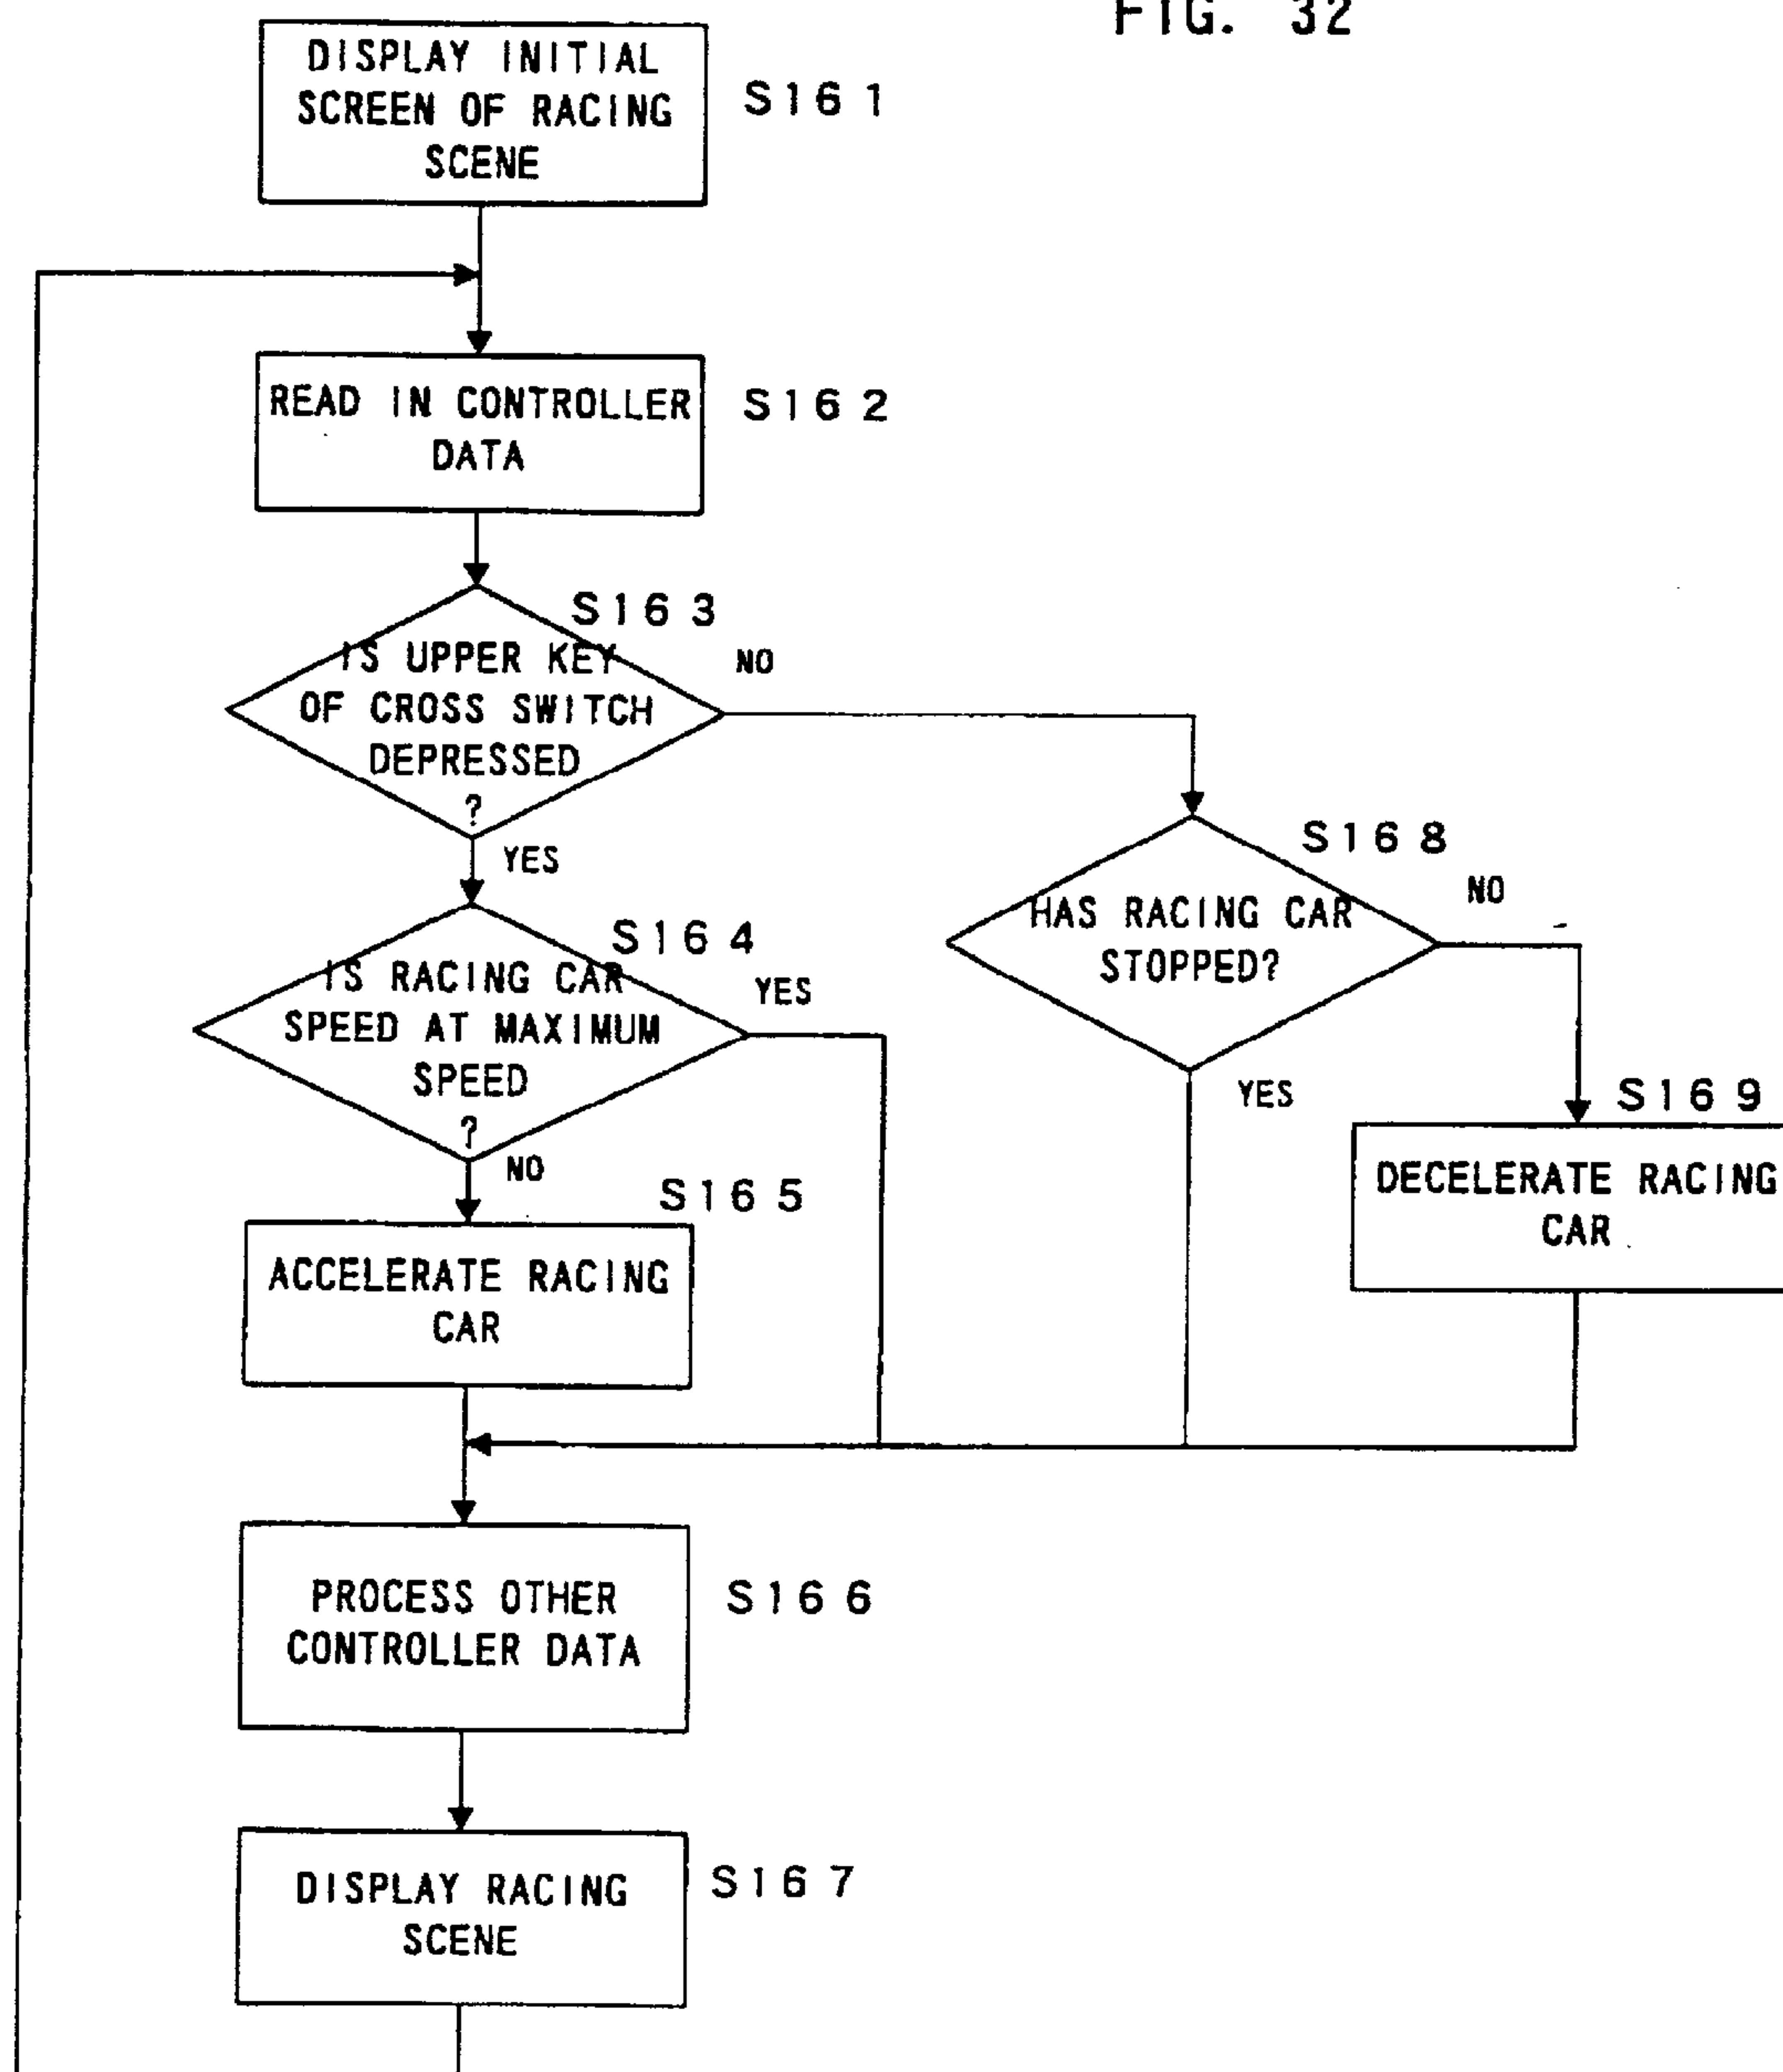 FIG. 32
DISPLAY INITIAL
SCREEN OF RACING
SCENE
S161
READ IN CONTROLLER
DATA
S162
S163
IS UPPER KEY
OF CROSS SWITCH
DEPRESSED
?
NO
YES
S168
HAS RACING CAR
STOPPED?
NO
YES
S164
IS RACING CAR
SPEED AT MAXIMUM
SPEED
?
YES
NO
S169
DECELERATE RACING
CAR
S165
ACCELERATE RACING
CAR
PROCESS OTHER
CONTROLLER DATA
S166
DISPLAY RACING
SCENE
S167